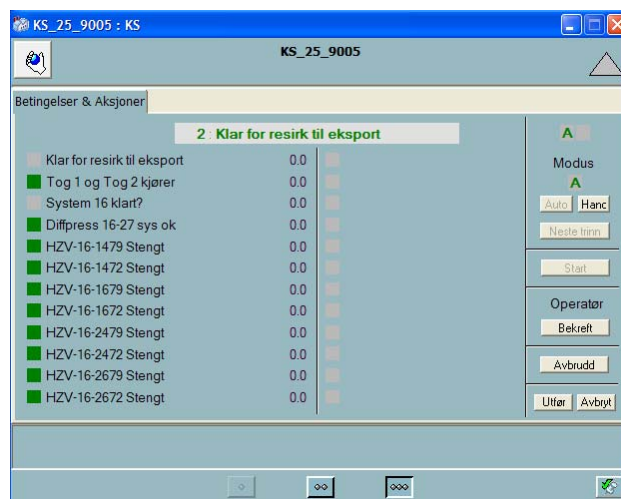 KS_25_9005 : KS
KS_25_9005
Betingelser & Aksjoner
2 : Klar for resirk til eksport
A
Klar for resirk til eksport 0.0
Modus
Tog 1 og Tog 2 kjører 0.0
A
System 16 klart? 0.0
Auto Hand
Diffpress 16-27 sys ok 0.0
Neste trinn
HZV-16-1479 Stengt 0.0
HZV-16-1472 Stengt 0.0
Start
HZV-16-1679 Stengt 0.0
HZV-16-1672 Stengt 0.0
Operatør
HZV-16-2479 Stengt 0.0
Bekreft
HZV-16-2472 Stengt 0.0
HZV-16-2679 Stengt 0.0
Avbrudd
HZV-16-2672 Stengt 0.0
Utfør Avbryt